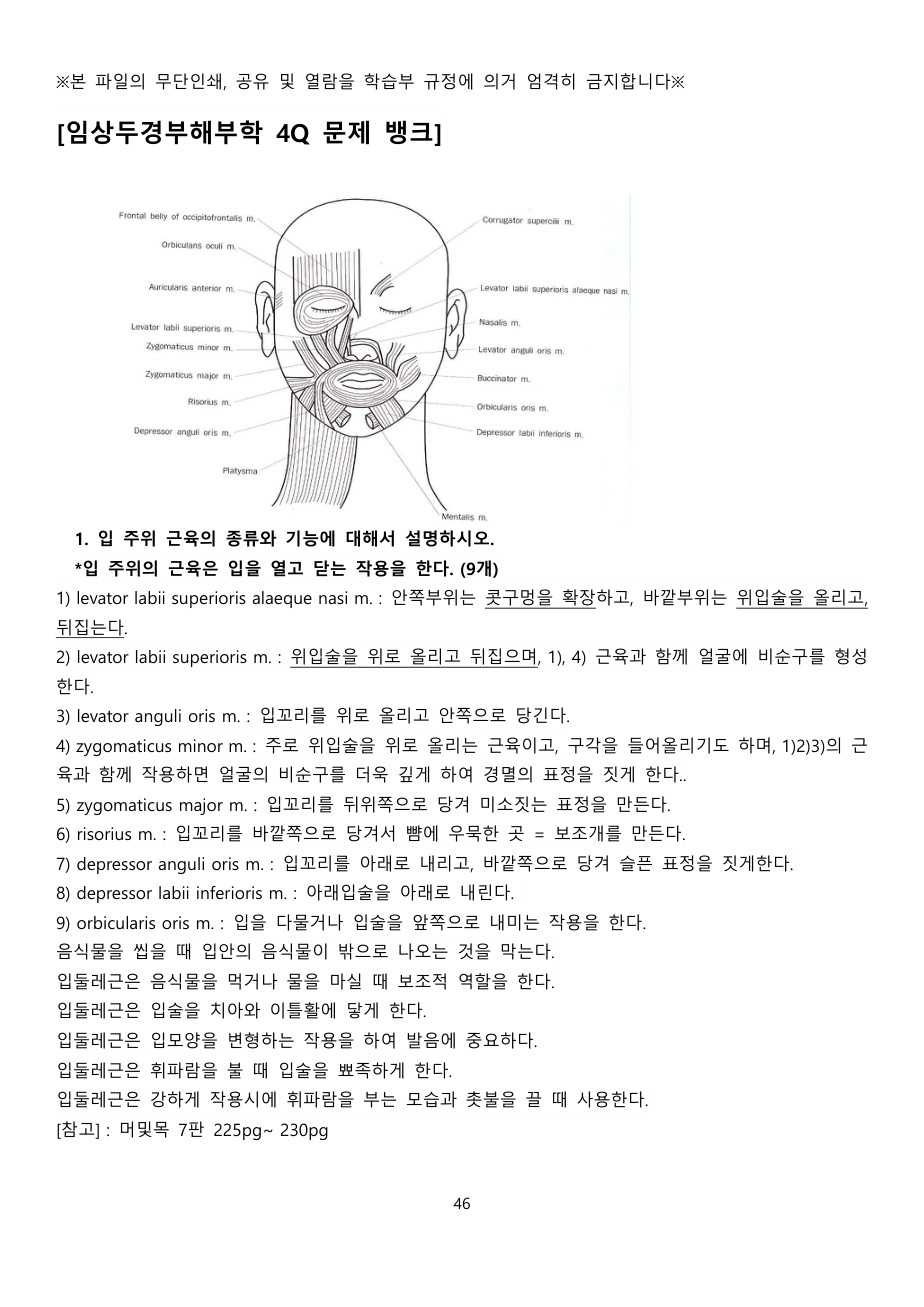 ※본 파일의 무단인쇄, 공유 및 열람을 학습부 규정에 의거 엄격히 금지합니다※
[임상두경부해부학 4Q 문제 뱅크]
Frontal belly of occipitofrontalis m.
Orbicularis oculi m.
Auricularis anterior m.
Levator labii superioris m.
Zygomaticus minor m.
Zygomaticus major m.
Risorius m.
Depressor anguli oris m.
Platysma
Corrugator supercilii m.
Levator labii superioris alaeque nasi m.
Nasalis m.
Levator anguli oris m.
Buccinator m.
Orbicularis oris m.
Depressor labii inferioris m.
Mentalis m.
1. 입 주위 근육의 종류와 기능에 대해서 설명하시오.
*입 주위의 근육은 입을 열고 닫는 작용을 한다. (9개)
1) levator labii superioris alaeque nasi m. : 안쪽부위는 콧구멍을 확장하고, 바깥부위는 위입술을 올리고,
뒤집는다.
2) levator labii superioris m. : 위입술을 위로 올리고 뒤집으며, 1), 4) 근육과 함께 얼굴에 비순구를 형성
한다.
3) levator anguli oris m. : 입꼬리를 위로 올리고 안쪽으로 당긴다.
4) zygomaticus minor m. : 주로 위입술을 위로 올리는 근육이고, 구각을 들어올리기도 하며, 1)2)3)의 근
육과 함께 작용하면 얼굴의 비순구를 더욱 깊게 하여 경멸의 표정을 짓게 한다..
5) zygomaticus major m. : 입꼬리를 뒤위쪽으로 당겨 미소짓는 표정을 만든다.
6) risorius m. : 입꼬리를 바깥쪽으로 당겨서 뺨에 우묵한 곳 = 보조개를 만든다.
7) depressor anguli oris m. : 입꼬리를 아래로 내리고, 바깥쪽으로 당겨 슬픈 표정을 짓게한다.
8) depressor labii inferioris m. : 아래입술을 아래로 내린다.
9) orbicularis oris m. : 입을 다물거나 입술을 앞쪽으로 내미는 작용을 한다.
음식물을 씹을 때 입안의 음식물이 밖으로 나오는 것을 막는다.
입둘레근은 음식물을 먹거나 물을 마실 때 보조적 역할을 한다.
입둘레근은 입술을 치아와 이틀활에 닿게 한다.
입둘레근은 입모양을 변형하는 작용을 하여 발음에 중요하다.
입둘레근은 휘파람을 불 때 입술을 뾰족하게 한다.
입둘레근은 강하게 작용시에 휘파람을 부는 모습과 촛불을 끌 때 사용한다.
[참고] : 머및목 7판 225pg~ 230pg
46